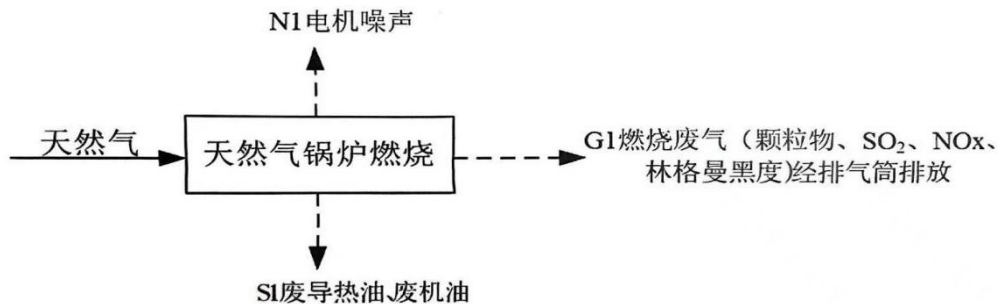 N1电机噪声
天然气
天然气锅炉燃烧
G1燃烧废气（颗粒物、SO₂、NOx、
林格曼黑度)经排气筒排放
S1废导热油、废机油